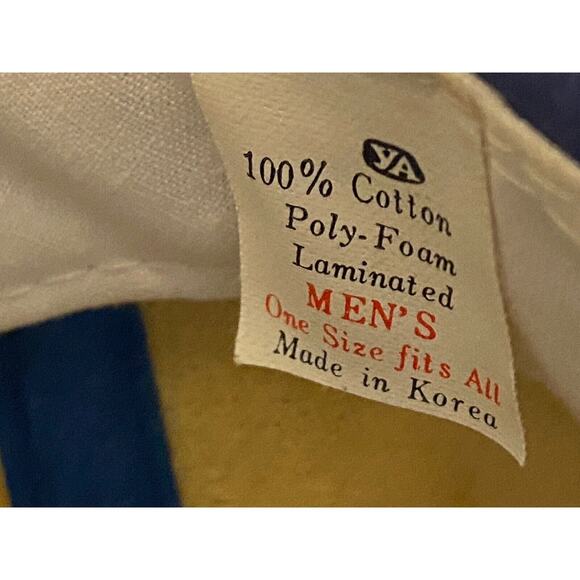 YA
100% Cotton
Poly-Foam
Laminated
MEN'S
One Size fits All
Made in Korea